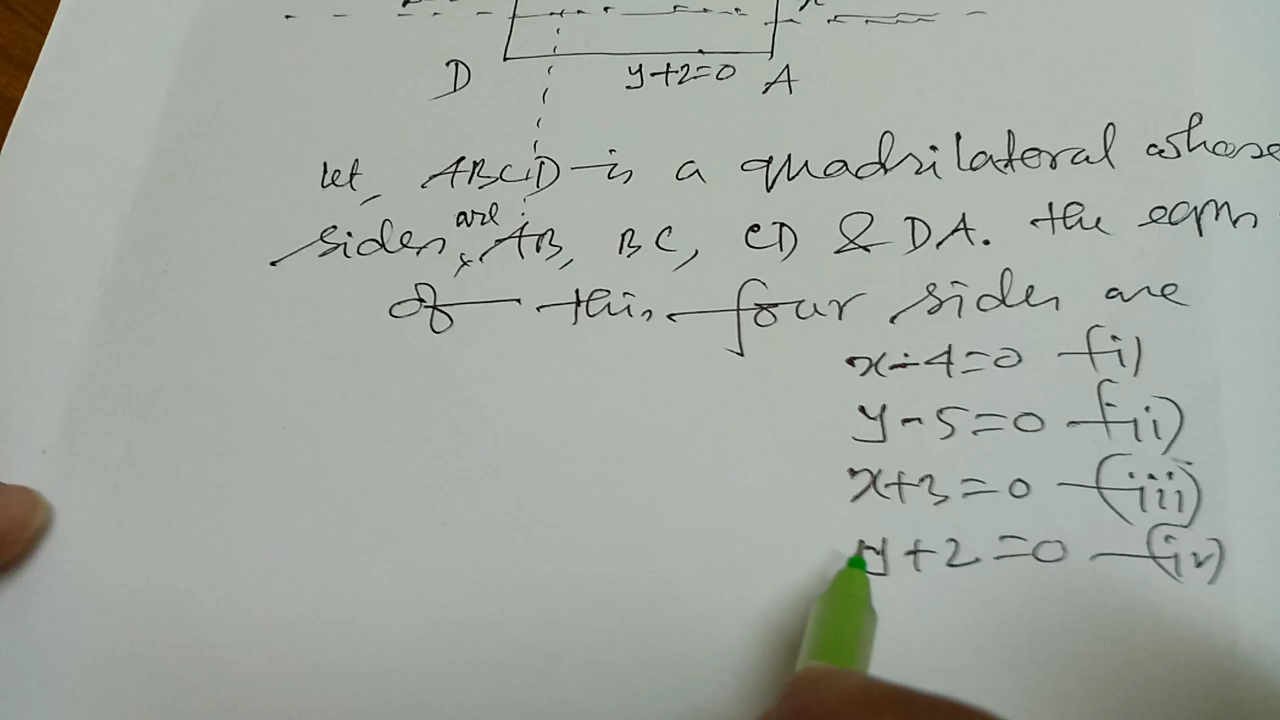 D y+2=0 A
Let, ABCD is a quadrilateral whose
sides are AB, BC, CD & DA. the eqns
of this four sides are
x-4=0 —(i)
y-5=0 —(ii)
x+3=0 —(iii)
y+2=0 —(iv)